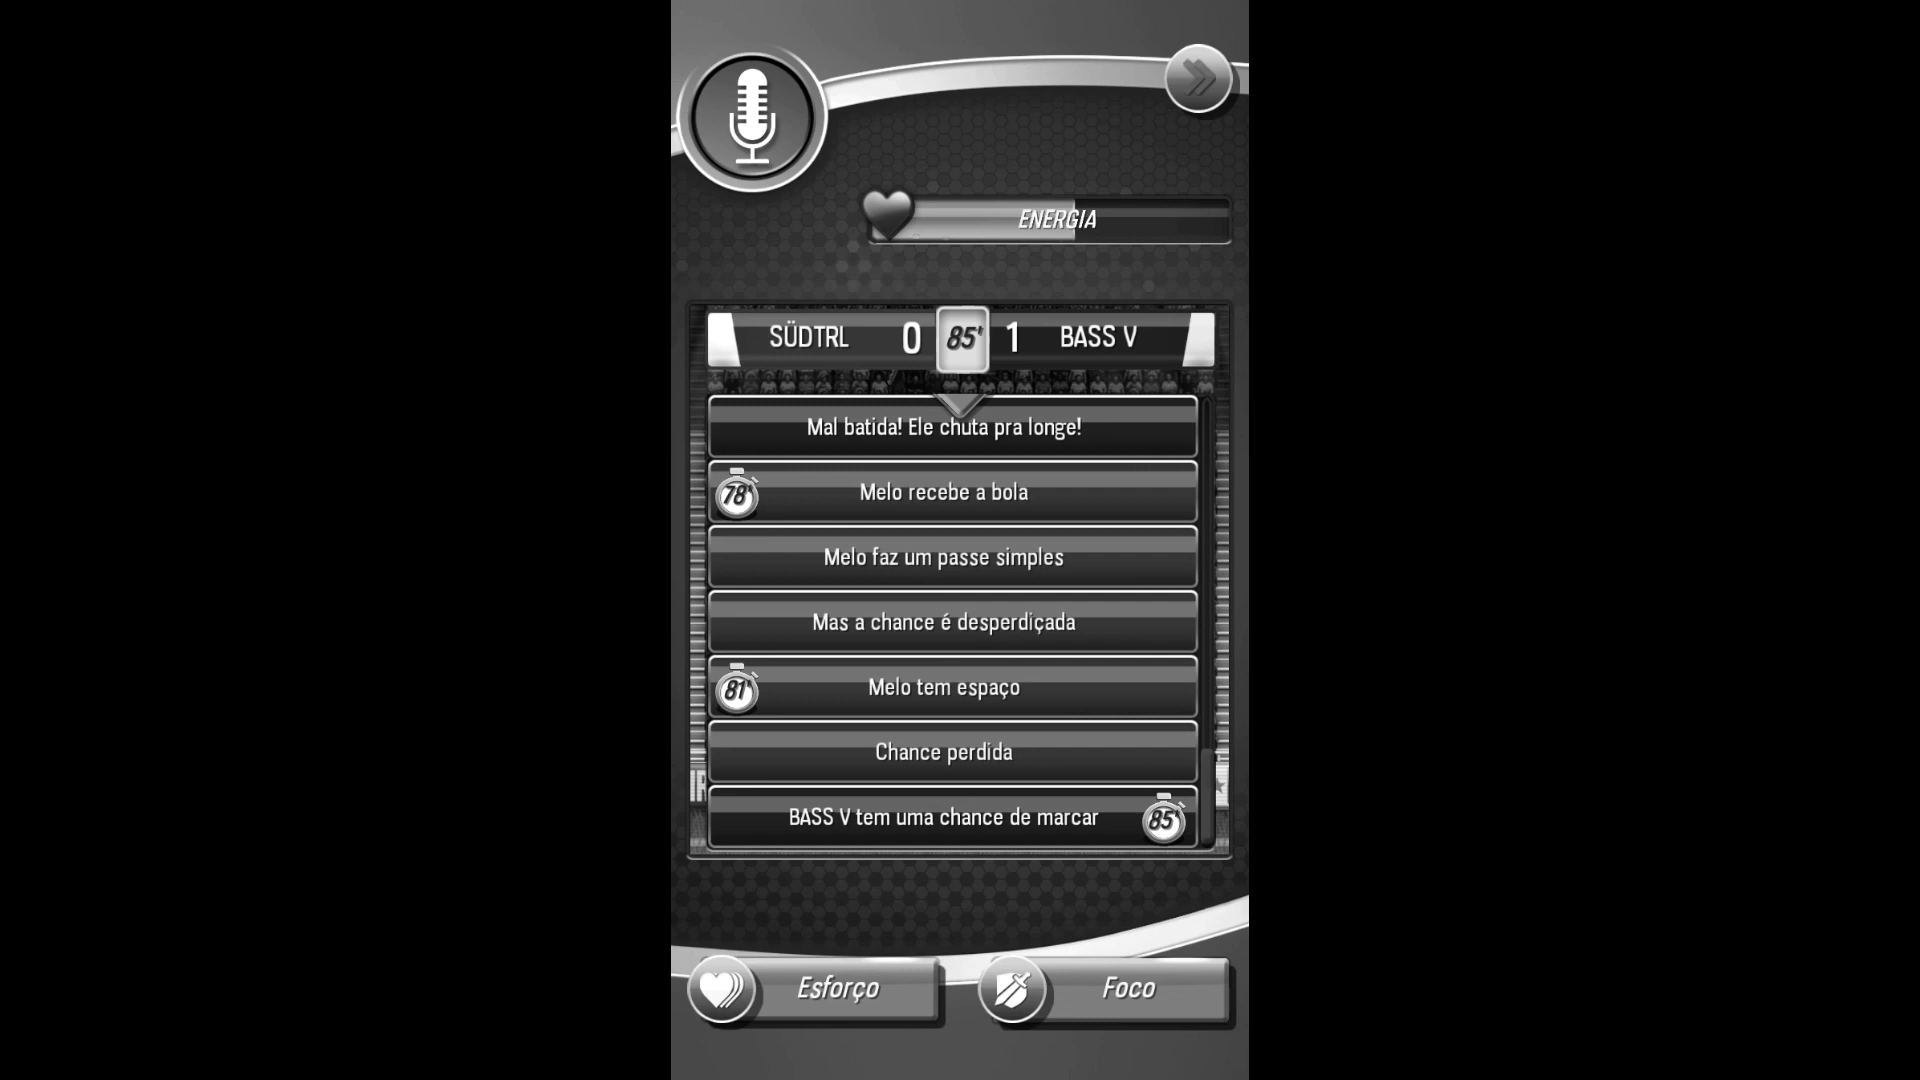 ENERGIA
SÜDTRL 0 85' 1 BASS V
Mal batida! Ele chuta pra longe!
78' Melo recebe a bola
Melo faz um passe simples
Mas a chance é desperdiçada
81' Melo tem espaço
Chance perdida
BASS V tem uma chance de marcar 85'
Esforço
Foco